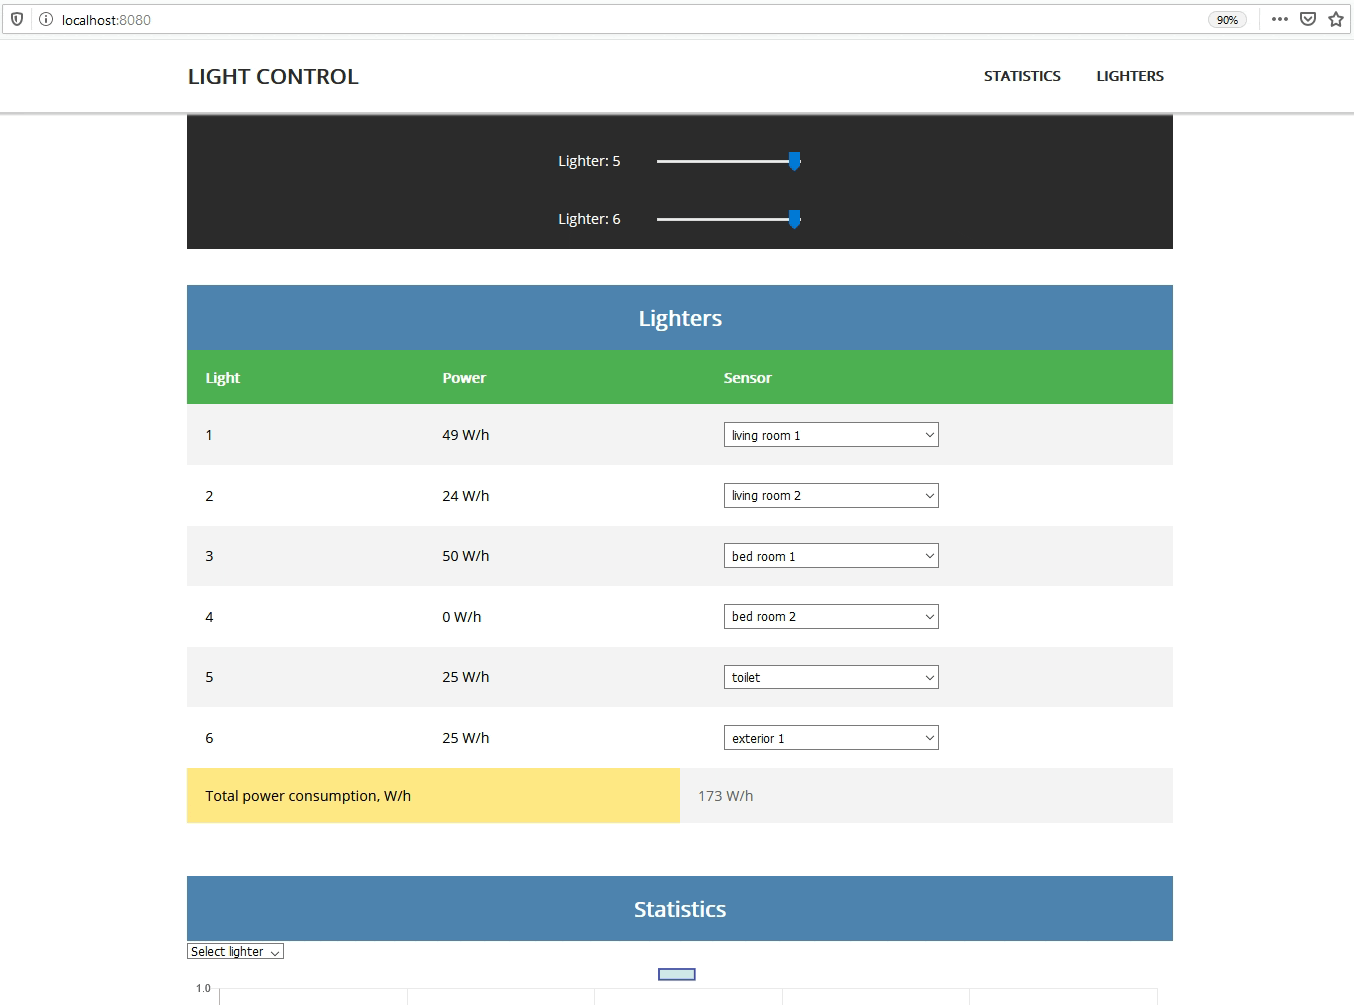 localhost:8080 90%
LIGHT CONTROL STATISTICS LIGHTERS
Lighter: 5
Lighter: 6
Lighters
Light Power Sensor
1 49 W/h living room 1
2 24 W/h living room 2
3 50 W/h bed room 1
4 0 W/h bed room 2
5 25 W/h toilet
6 25 W/h exterior 1
Total power consumption, W/h 173 W/h
Statistics
Select lighter
1.0